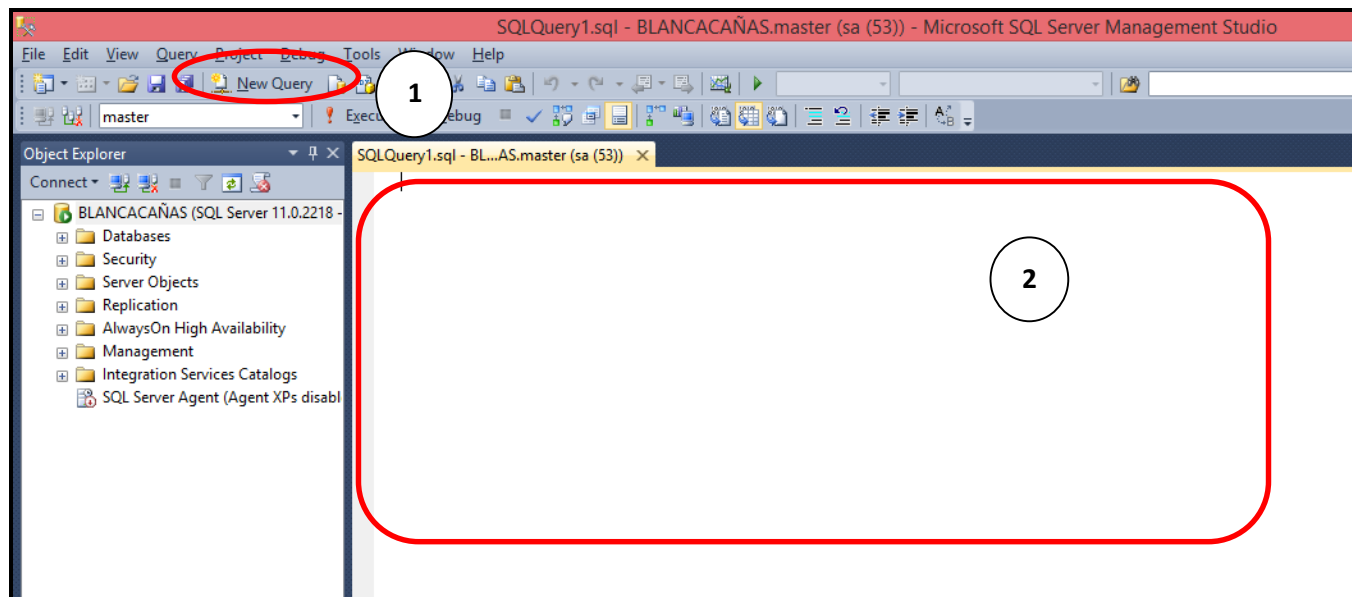 SQLQuery1.sql - BLANCACAÑAS.master (sa (53)) - Microsoft SQL Server Management Studio
File Edit View Query Project Debug Tools Window Help
New Query
1
master
Execu
ebug
Object Explorer
SQLQuery1.sql - BL...AS.master (sa (53))
Connect
BLANCACAÑAS (SQL Server 11.0.2218 -
Databases
Security
Server Objects
Replication
AlwaysOn High Availability
Management
Integration Services Catalogs
SQL Server Agent (Agent XPs disabl
2